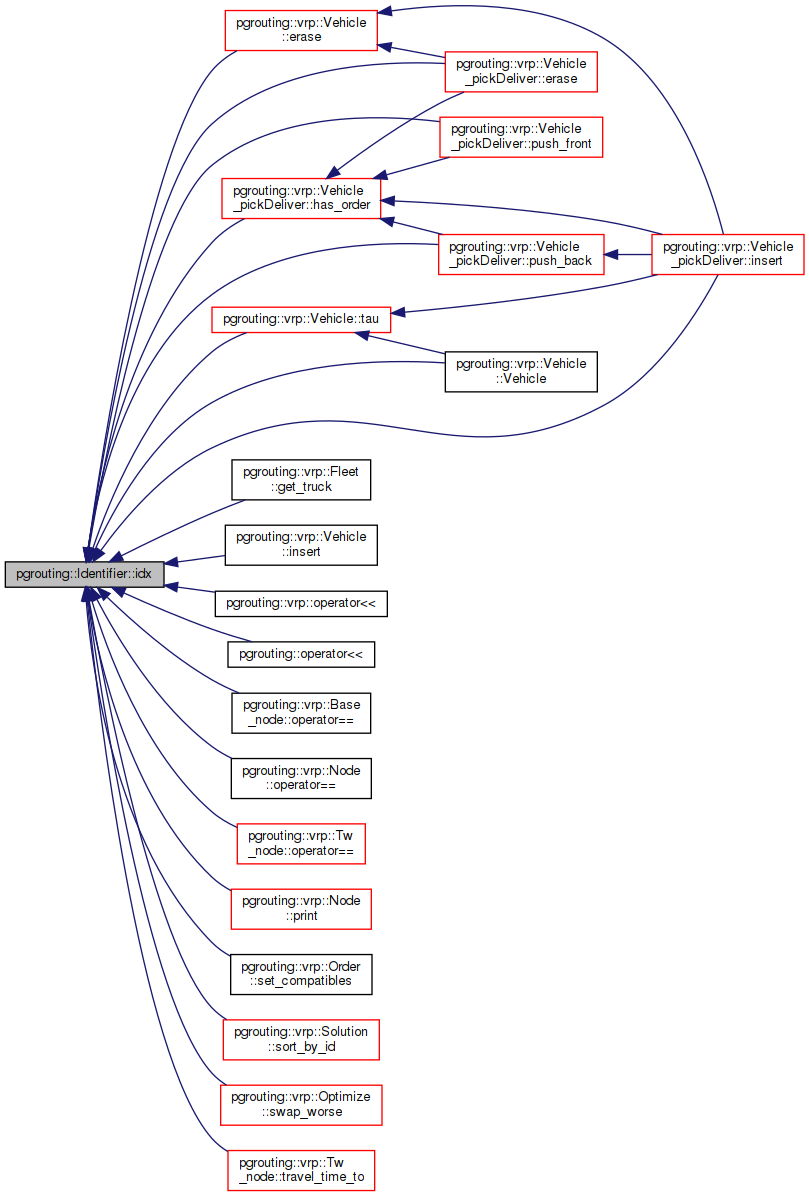 pgrouting::vrp::Vehicle
::erase
pgrouting::vrp::Vehicle
_pickDeliver::erase
pgrouting::vrp::Vehicle
_pickDeliver::push_front
pgrouting::vrp::Vehicle
_pickDeliver::has_order
pgrouting::vrp::Vehicle
_pickDeliver::push_back
pgrouting::vrp::Vehicle
_pickDeliver::insert
pgrouting::vrp::Vehicle::tau
pgrouting::vrp::Vehicle
::Vehicle
pgrouting::vrp::Fleet
::get_truck
pgrouting::vrp::Vehicle
::insert
pgrouting::Identifier::idx
pgrouting::vrp::operator<<
pgrouting::operator<<
pgrouting::vrp::Base
_node::operator==
pgrouting::vrp::Node
::operator==
pgrouting::vrp::Tw
_node::operator==
pgrouting::vrp::Node
::print
pgrouting::vrp::Order
::set_compatibles
pgrouting::vrp::Solution
::sort_by_id
pgrouting::vrp::Optimize
::swap_worse
pgrouting::vrp::Tw
_node::travel_time_to